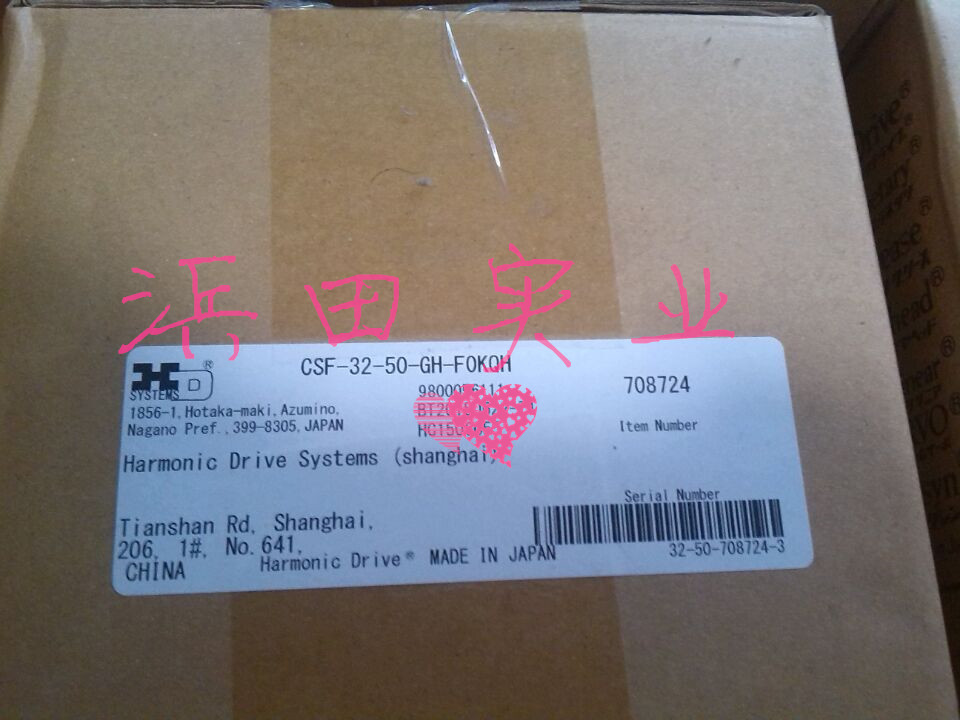 浜田实业
CSF-32-50-GH-F0KQH
HD
®
SYSTEMS
1856-1, Hotaka-maki, Azumino,
Nagano Pref., 399-8305, JAPAN
708724
Item Number
Harmonic Drive Systems (shanghai)
Serial Number
Tianshan Rd, Shanghai,
206, 1#, No. 641,
CHINA
Harmonic Drive® MADE IN JAPAN
32-50-708724-3